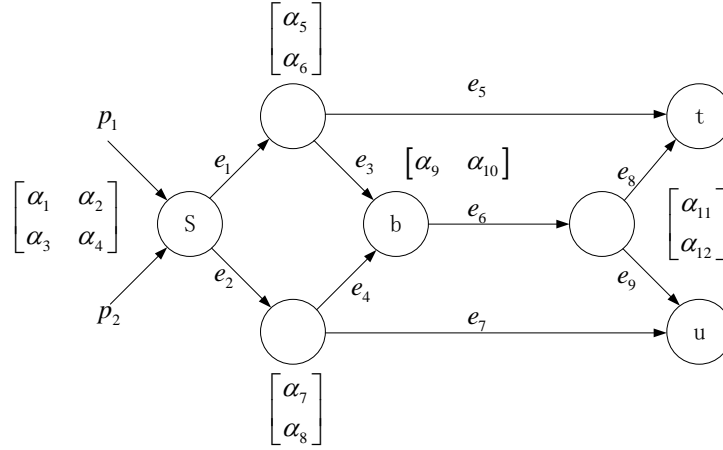 [α₅
α₆]
e₅
t
p₁
e₁
e₃
[α₉ α₁₀]
e₈
[α₁ α₂
α₃ α₄]
S
b
e₆
[α₁₁
α₁₂]
e₂
e₄
e₉
p₂
e₇
u
[α₇
α₈]